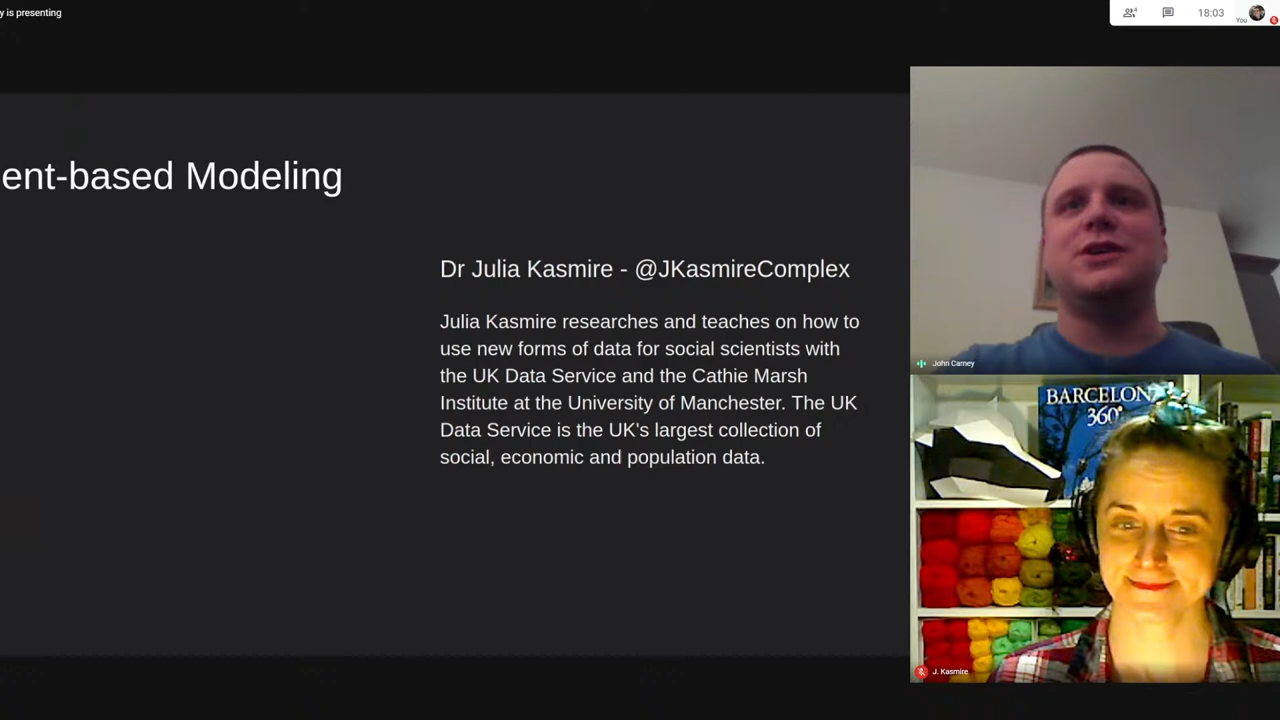 y is presenting
4
18:03
You
ent-based Modeling
Dr Julia Kasmire - @JKasmireComplex
Julia Kasmire researches and teaches on how to
use new forms of data for social scientists with
the UK Data Service and the Cathie Marsh
Institute at the University of Manchester. The UK
Data Service is the UK's largest collection of
social, economic and population data.
John Carney
BARCELON
360°
J. Kasmire